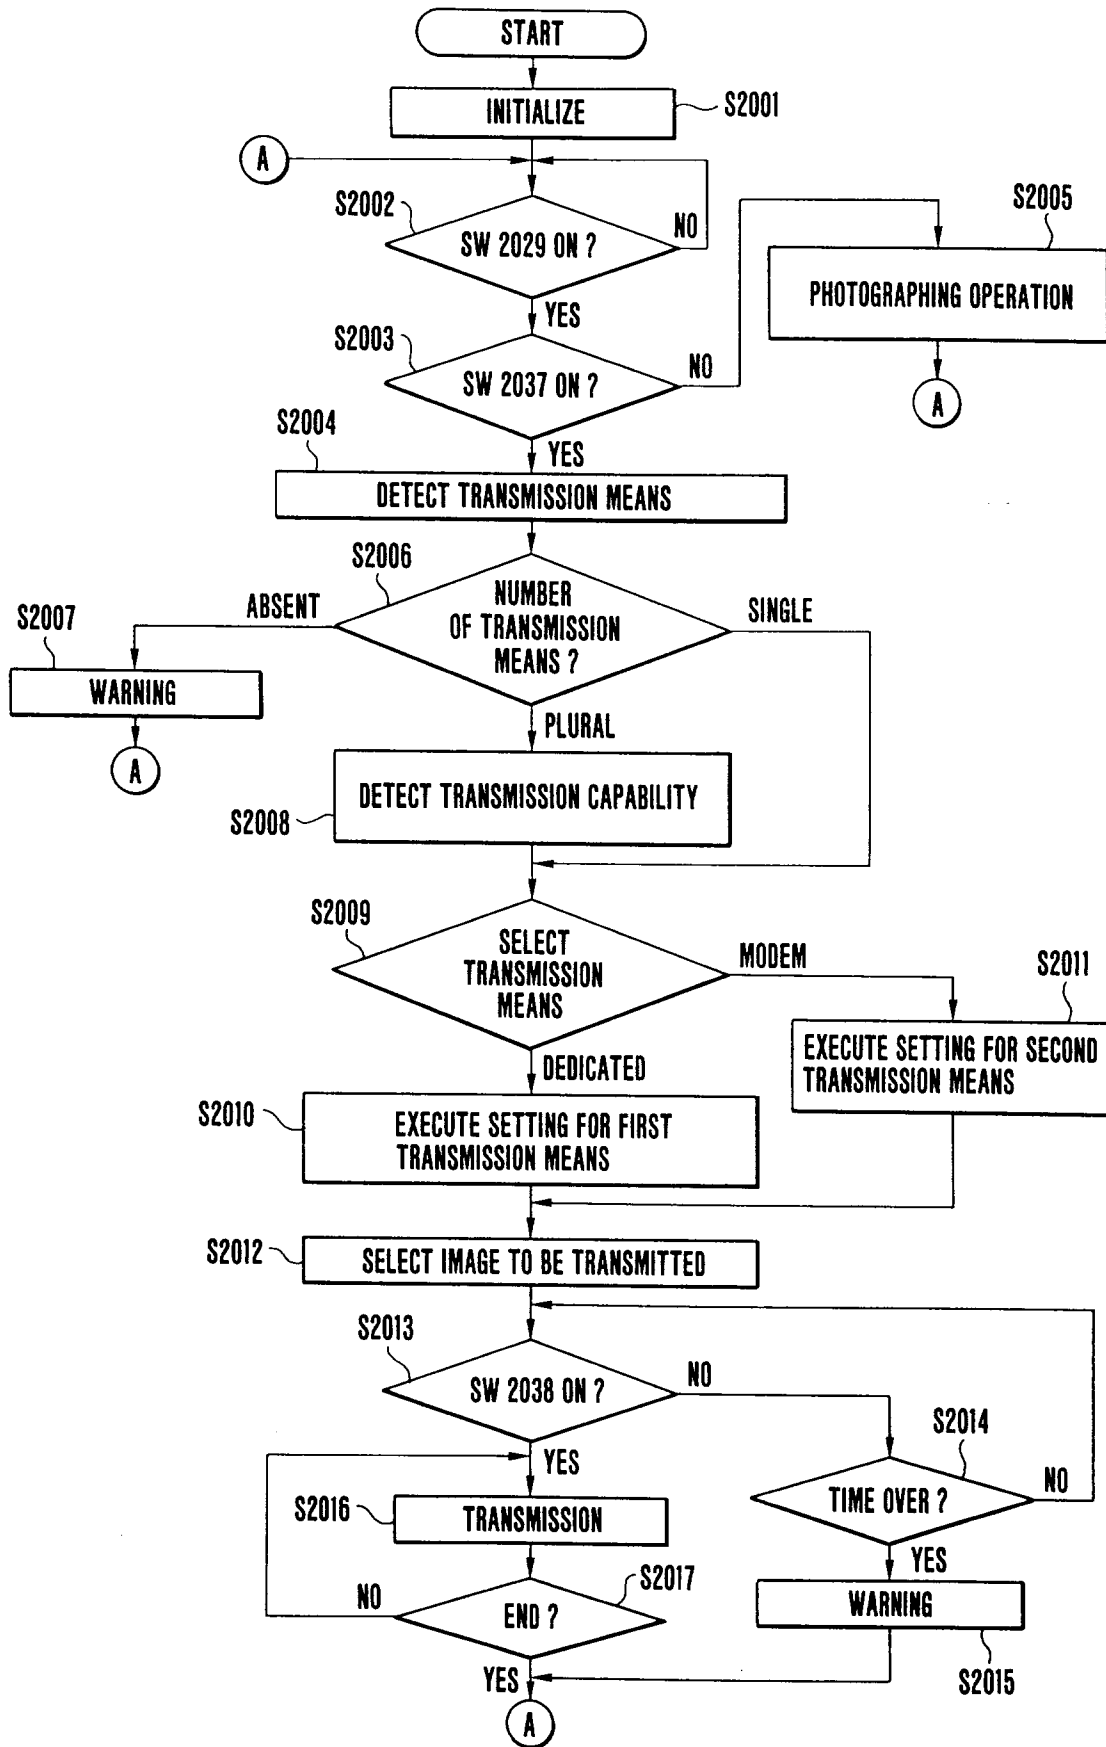 START
INITIALIZE
S2001
A
S2002
SW 2029 ON ?
NO
S2005
PHOTOGRAPHING OPERATION
A
YES
S2003
SW 2037 ON ?
NO
S2004
YES
DETECT TRANSMISSION MEANS
S2006
NUMBER
OF TRANSMISSION
MEANS ?
ABSENT
SINGLE
S2007
WARNING
A
PLURAL
DETECT TRANSMISSION CAPABILITY
S2008
S2009
SELECT
TRANSMISSION
MEANS
MODEM
S2011
EXECUTE SETTING FOR SECOND
TRANSMISSION MEANS
DEDICATED
S2010
EXECUTE SETTING FOR FIRST
TRANSMISSION MEANS
S2012
SELECT IMAGE TO BE TRANSMITTED
S2013
SW 2038 ON ?
NO
S2014
TIME OVER ?
NO
YES
S2016
TRANSMISSION
YES
WARNING
S2015
S2017
END ?
NO
YES
A